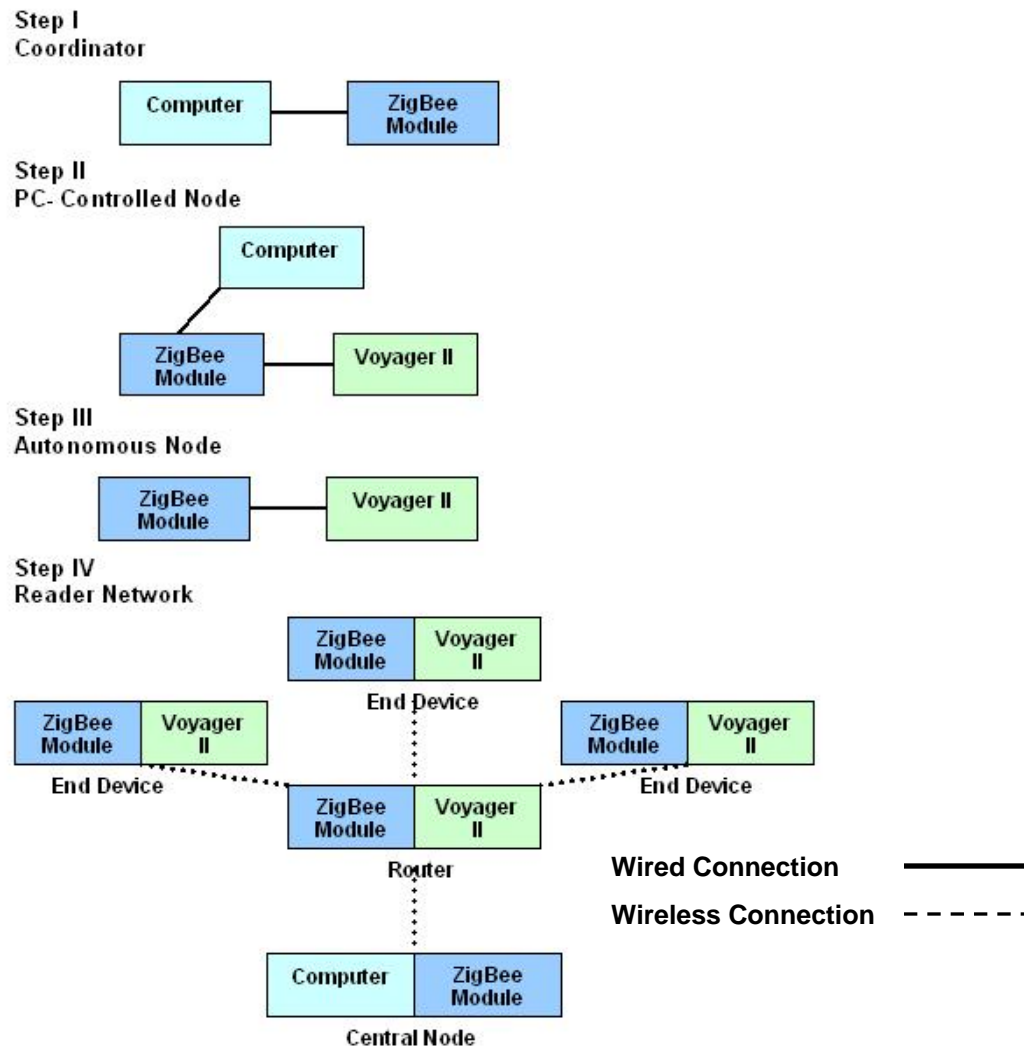 Step I
Coordinator
Computer
ZigBee
Module
Step II
PC- Controlled Node
Computer
ZigBee
Module
Voyager II
Step III
Autonomous Node
ZigBee
Module
Voyager II
Step IV
Reader Network
ZigBee
Module
Voyager
II
End Device
ZigBee
Module
Voyager
II
End Device
ZigBee
Module
Voyager
II
End Device
ZigBee
Module
Voyager
II
Router
Wired Connection
Wireless Connection
Computer
ZigBee
Module
Central Node